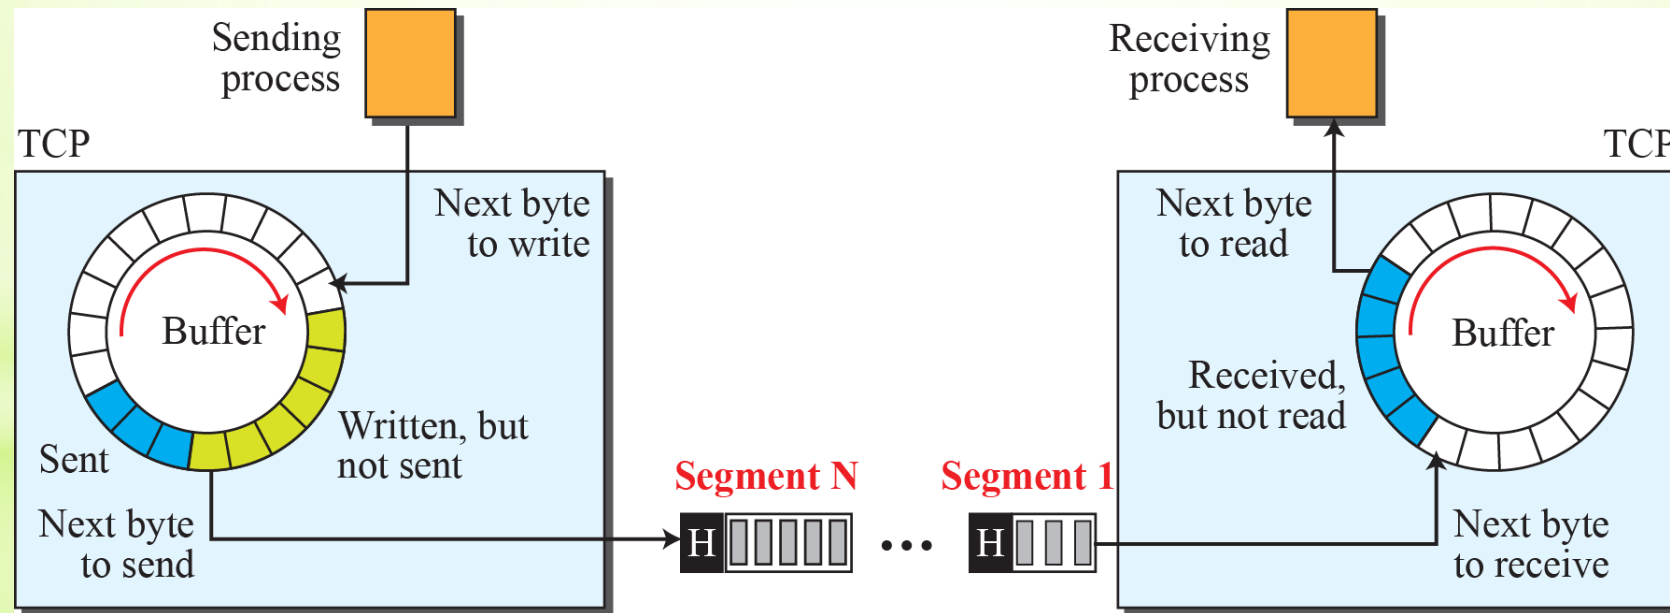 Sending
process
Receiving
process
TCP
TCP
Next byte
to write
Next byte
to read
Buffer
Buffer
Received,
but not read
Written, but
not sent
Sent
Segment N
Segment 1
Next byte
to send
H
...
H
Next byte
to receive